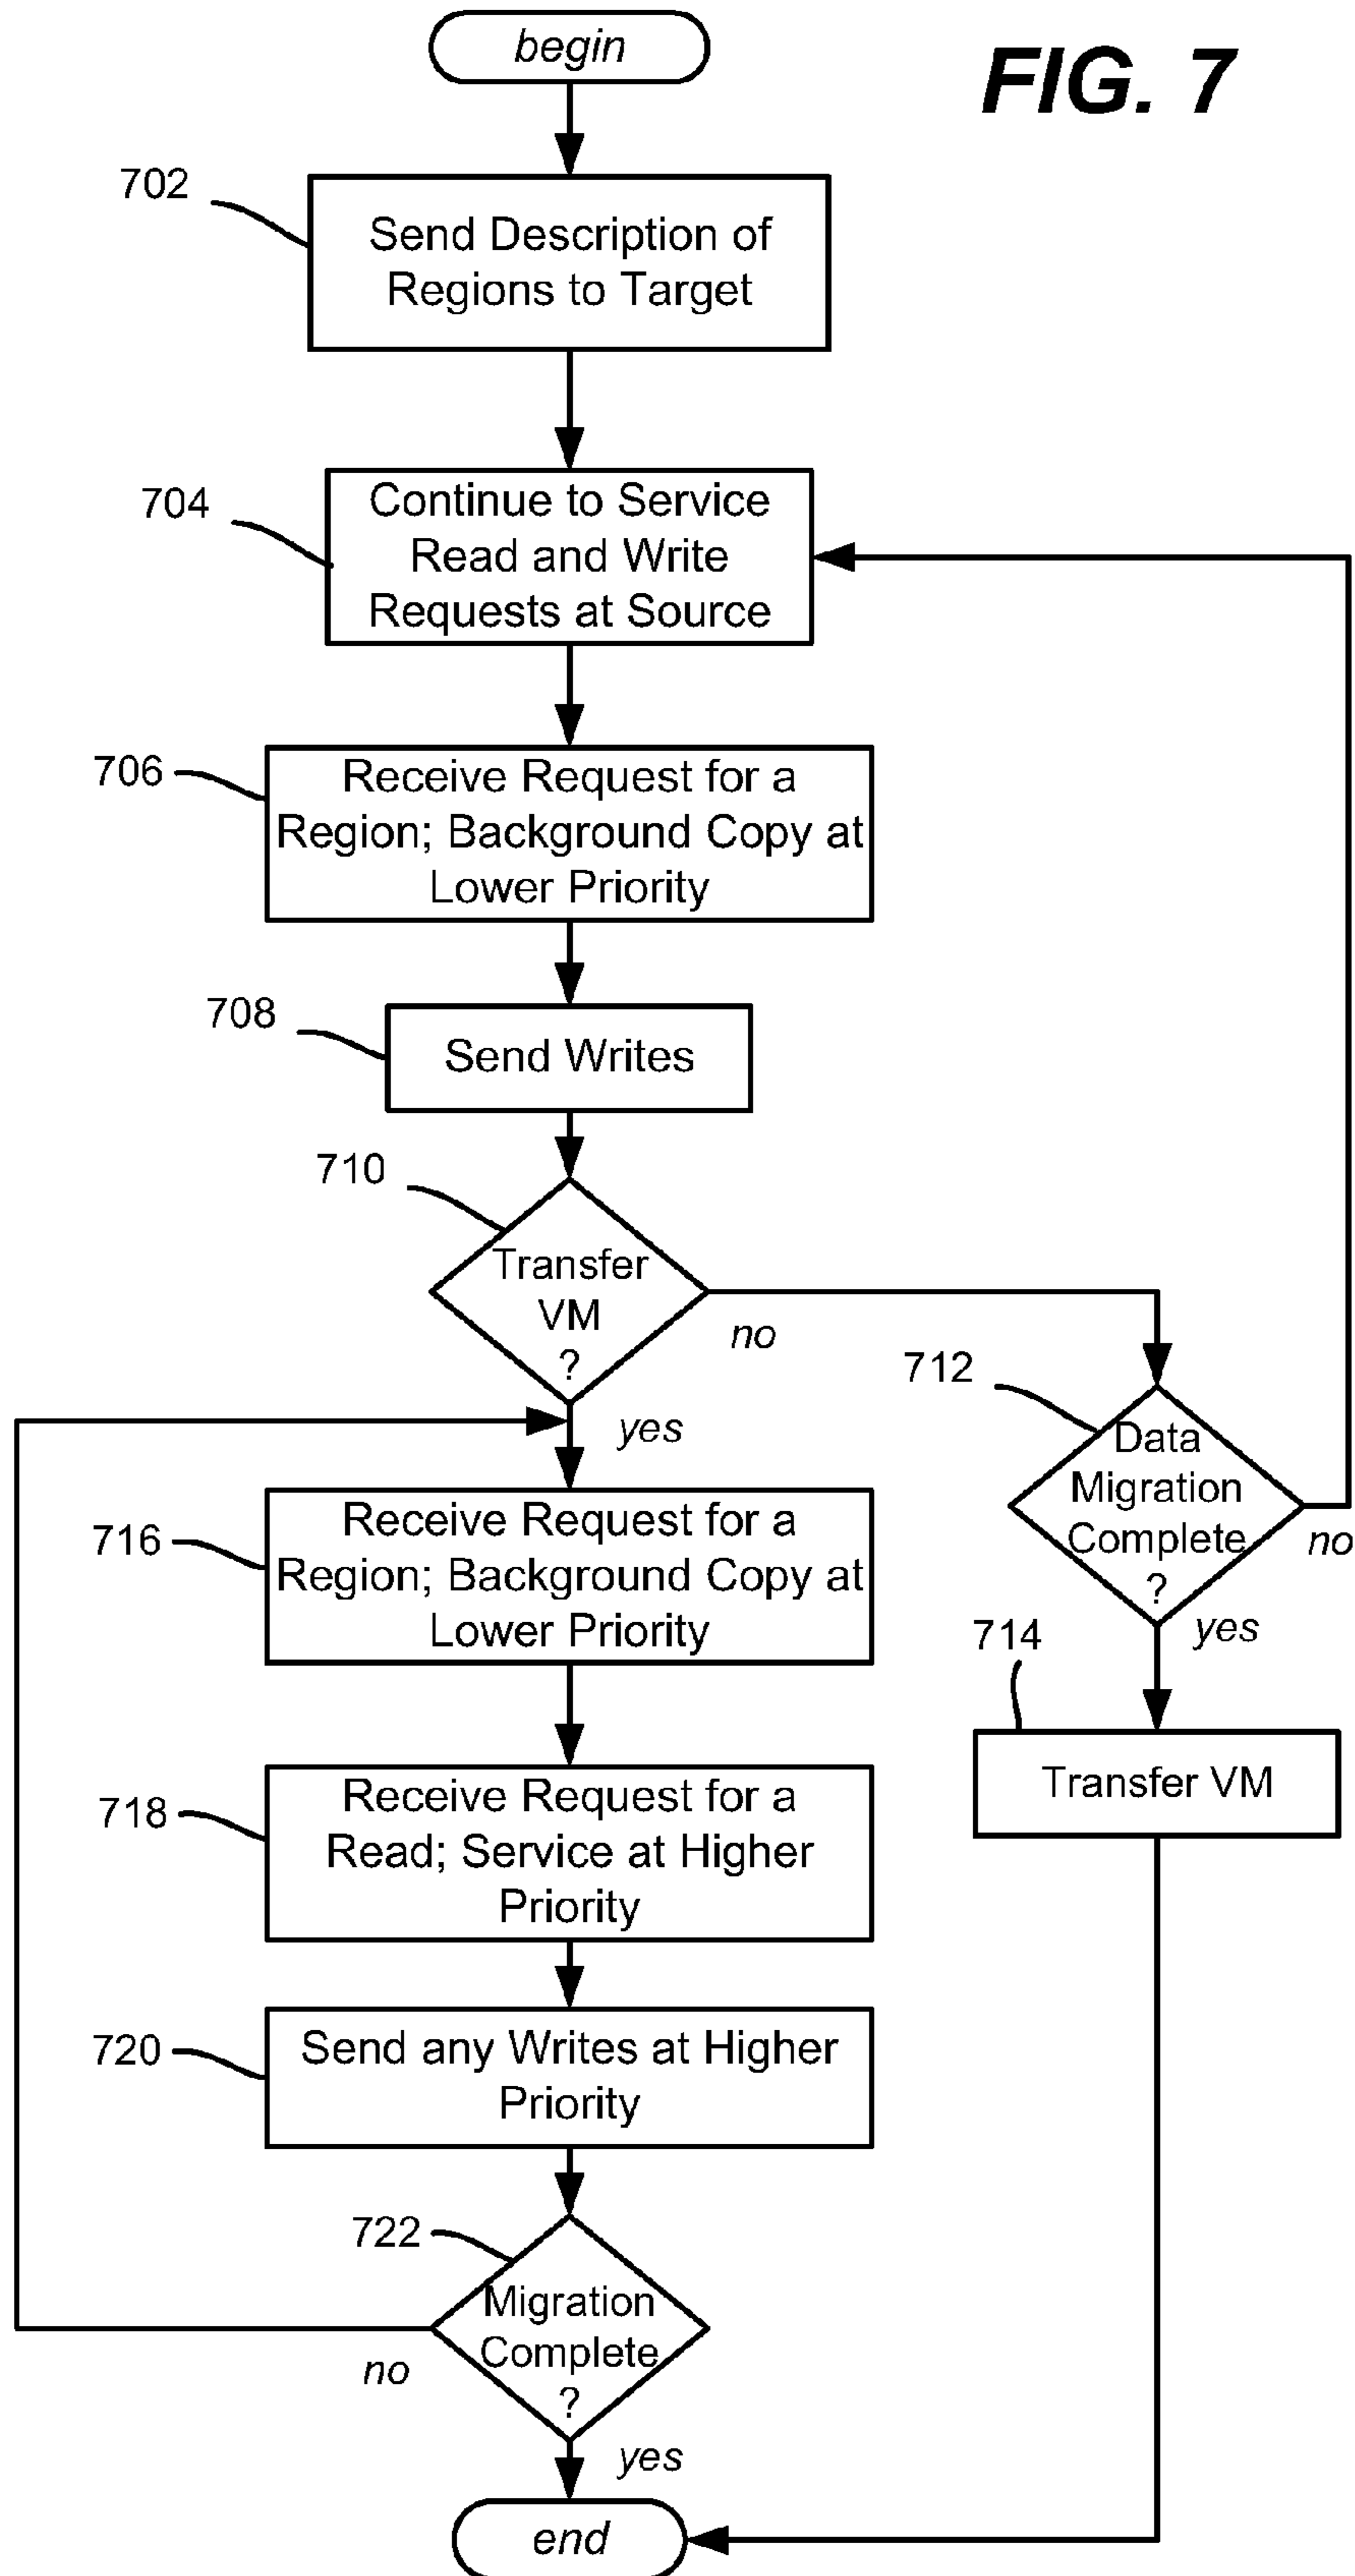 begin
FIG. 7
702
Send Description of
Regions to Target
704
Continue to Service
Read and Write
Requests at Source
706
Receive Request for a
Region; Background Copy at
Lower Priority
708
Send Writes
710
Transfer
VM
?
no
yes
712
Data
Migration
Complete
?
no
yes
714
Transfer VM
716
Receive Request for a
Region; Background Copy at
Lower Priority
718
Receive Request for a
Read; Service at Higher
Priority
720
Send any Writes at Higher
Priority
722
Migration
Complete
?
no
yes
end